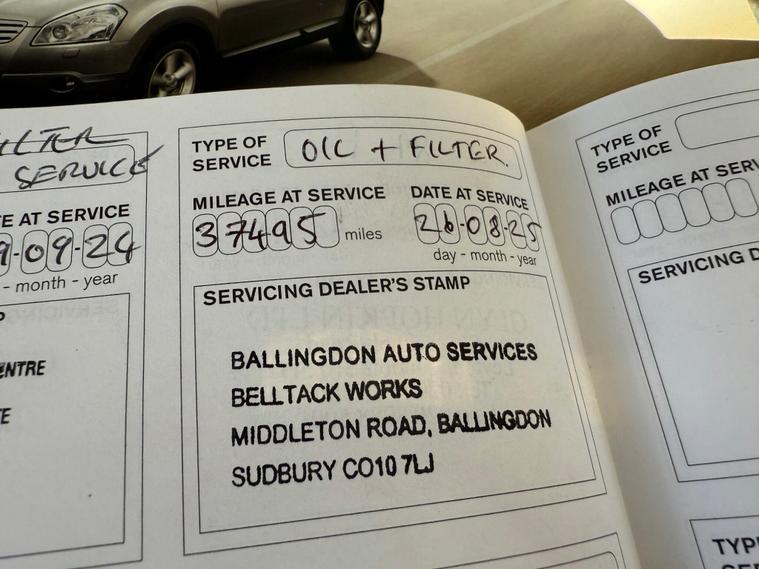 SERVICE
E AT SERVICE
9-09-24
- month - year
ENTRE
TYPE OF
SERVICE
OIL + FILTER.
MILEAGE AT SERVICE
37495 miles
DATE AT SERVICE
26-08-25
day - month - year
SERVICING DEALER'S STAMP
BALLINGDON AUTO SERVICES
BELLTACK WORKS
MIDDLETON ROAD, BALLINGDON
SUDBURY CO10 7LJ
TYPE OF
SERVICE
MILEAGE AT SERV
SERVICING D
TYP